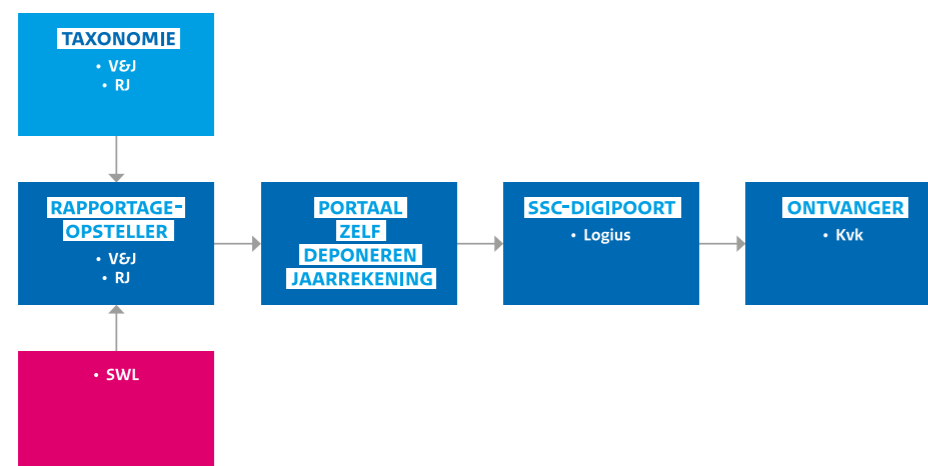 TAXONOMIE
• V&J
• RJ
RAPPORTAGE-
OPSTELLER
• V&J
• RJ
PORTAAL
ZELF
DEPONEREN
JAARREKENING
SSC-DIGIPOORT
• Logius
ONTVANGER
• Kvk
• SWL